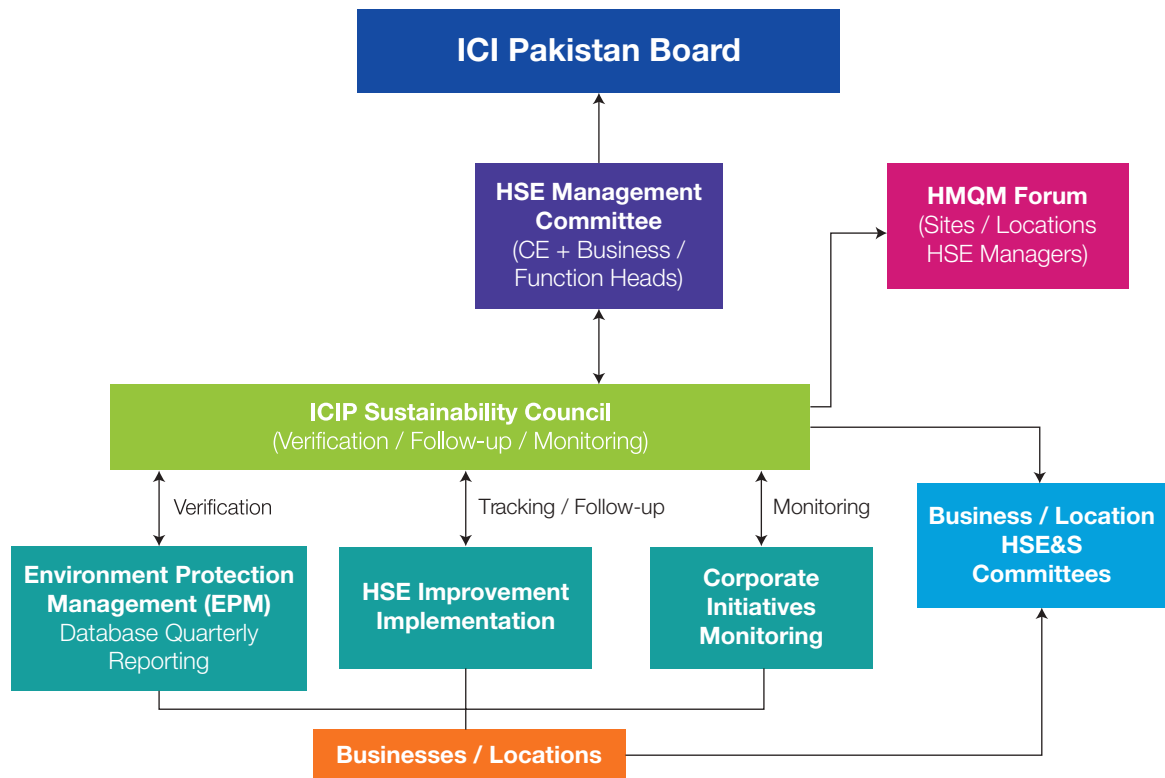 ICI Pakistan Board
HSE Management
Committee
(CE + Business /
Function Heads)
HMQM Forum
(Sites / Locations
HSE Managers)
ICIP Sustainability Council
(Verification / Follow-up / Monitoring)
Verification
Tracking / Follow-up
Monitoring
Environment Protection
Management (EPM)
Database Quarterly
Reporting
HSE Improvement
Implementation
Corporate
Initiatives
Monitoring
Business / Location
HSE&S
Committees
Businesses / Locations